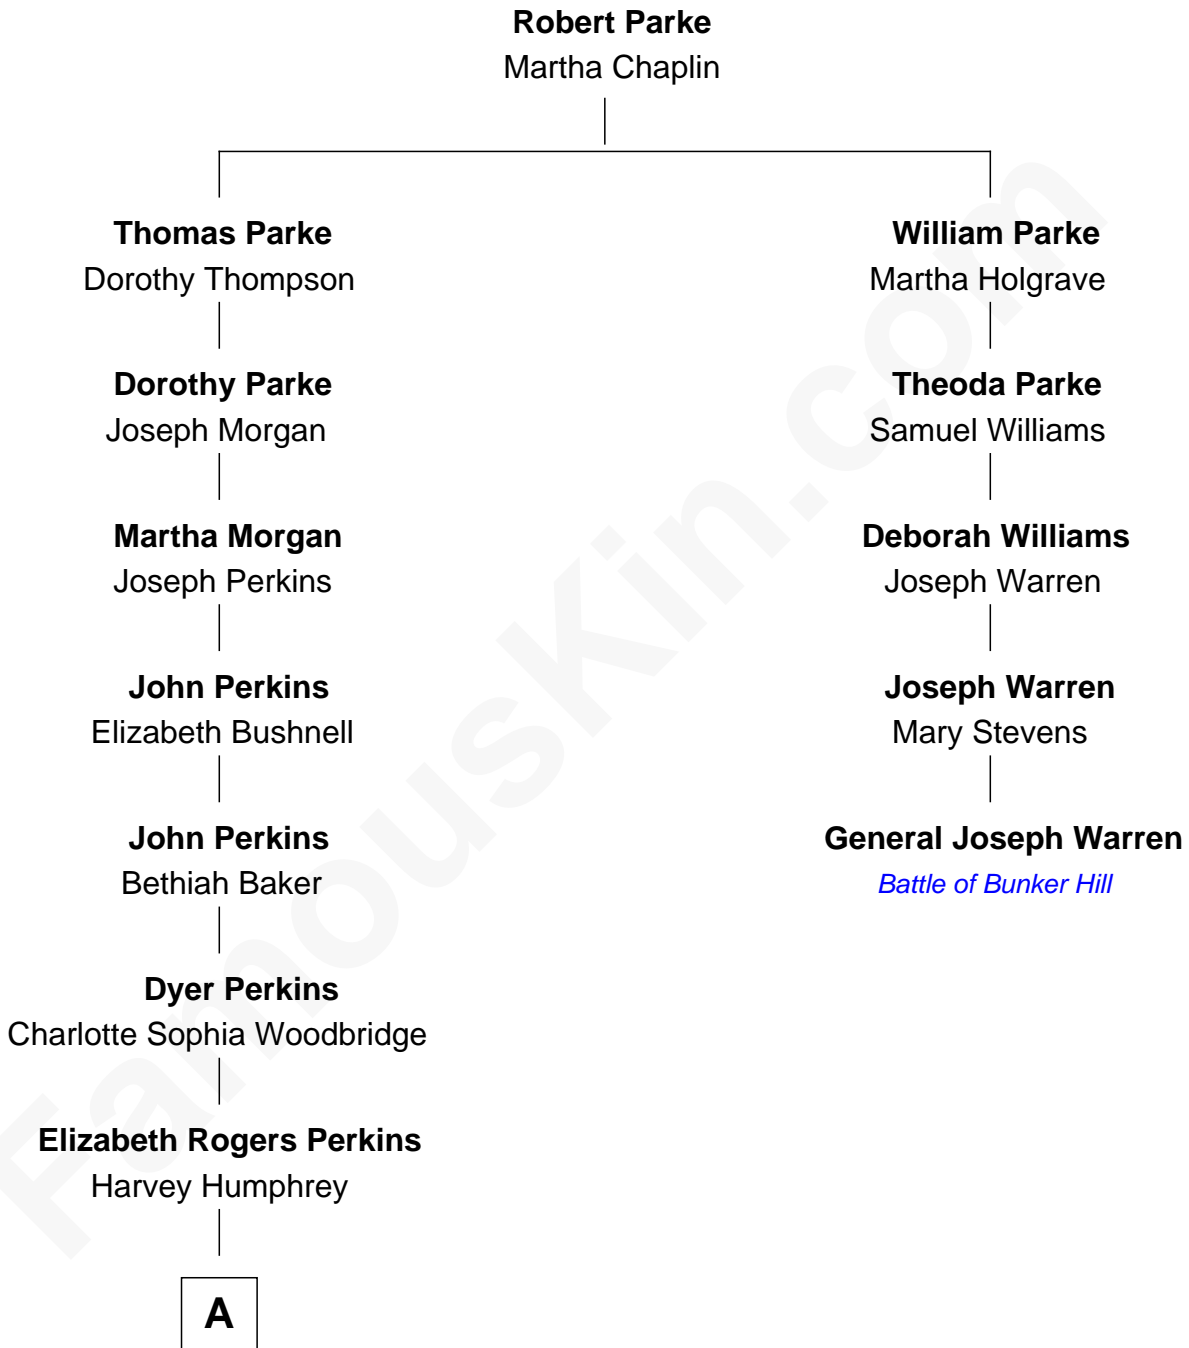 Robert Parke
Martha Chaplin
Thomas Parke
Dorothy Thompson
William Parke
Martha Holgrave
Dorothy Parke
Joseph Morgan
Theoda Parke
Samuel Williams
Martha Morgan
Joseph Perkins
Deborah Williams
Joseph Warren
John Perkins
Elizabeth Bushnell
Joseph Warren
Mary Stevens
John Perkins
Bethiah Baker
General Joseph Warren
Battle of Bunker Hill
Dyer Perkins
Charlotte Sophia Woodbridge
Elizabeth Rogers Perkins
Harvey Humphrey
A
FamousKin.com